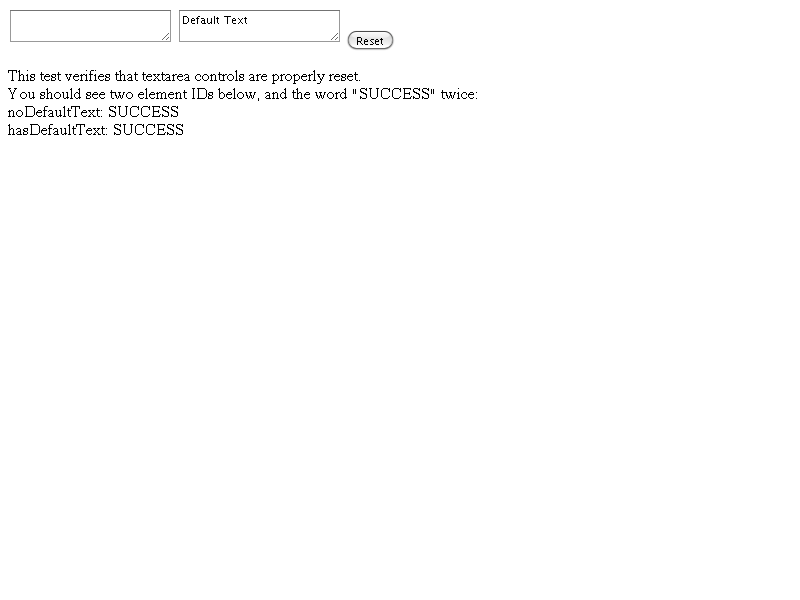 Default Text
Reset
This test verifies that textarea controls are properly reset.
You should see two element IDs below, and the word "SUCCESS" twice:
noDefaultText: SUCCESS
hasDefaultText: SUCCESS